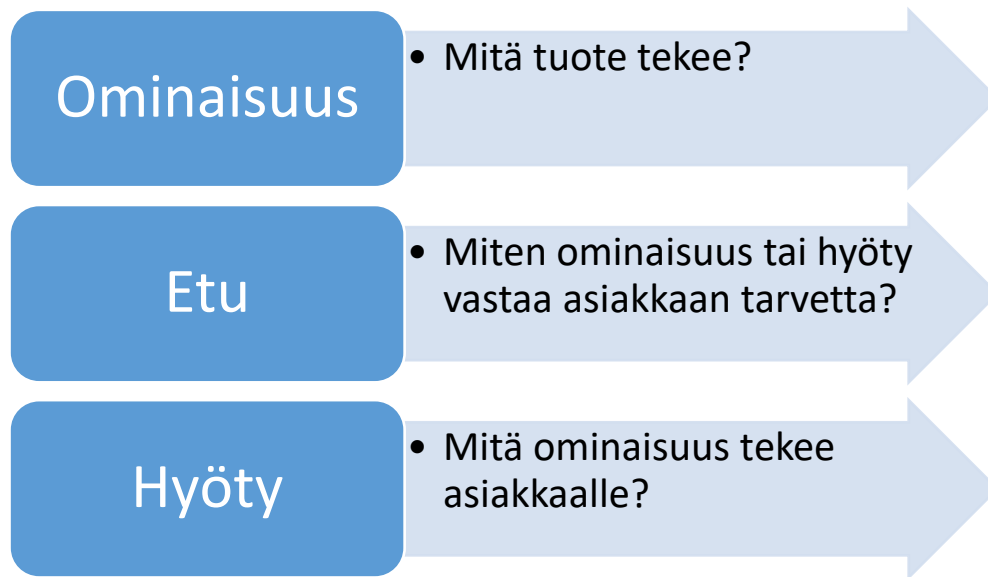 Ominaisuus
• Mitä tuote tekee?
Etu
• Miten ominaisuus tai hyöty
vastaa asiakkaan tarvetta?
Hyöty
• Mitä ominaisuus tekee
asiakkaalle?